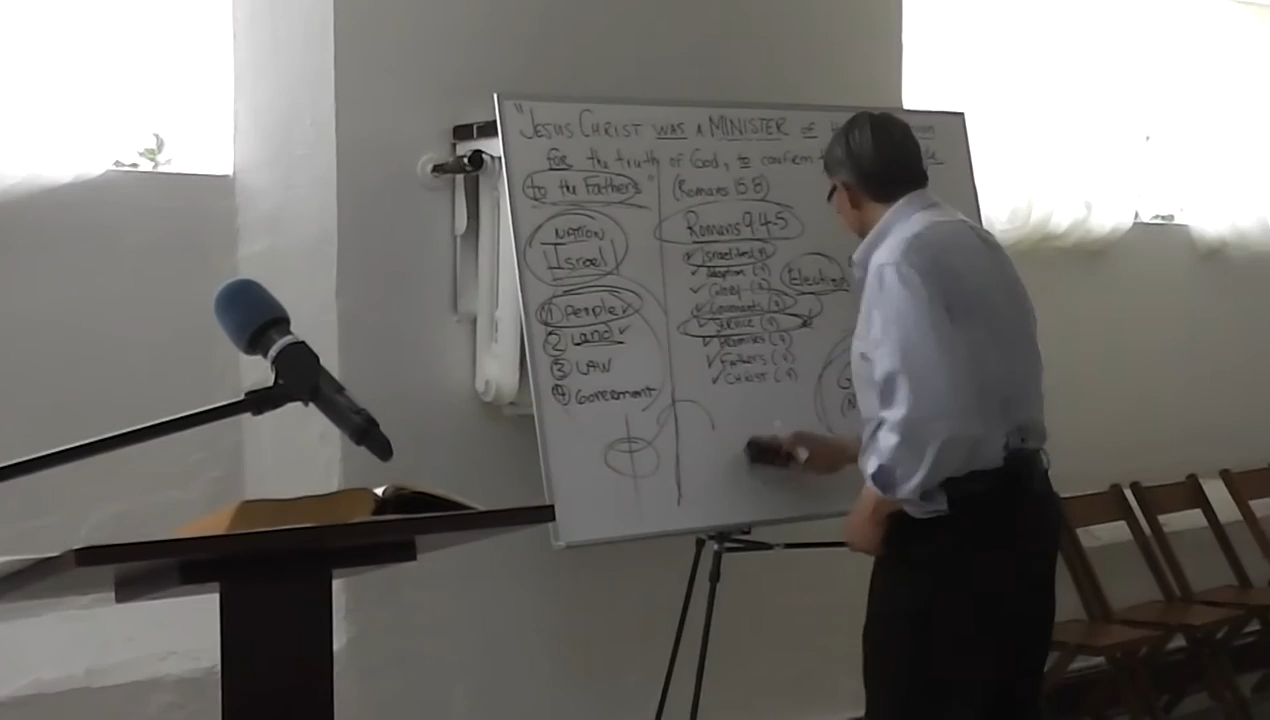 "JESUS CHRIST WAS A MINISTER OF
for the truth of God, to confirm
to the Fathers"
(Romans 15:8)
NATION
Israel
① People ✓
② Land ✓
③ LAW
④ Goverment
Romans 9:4-5
✓ Israelites
✓ Adoption
✓ Glory
✓ Covenants
✓ Service
✓ Promises
✓ Fathers
✓ CHRIST
Election